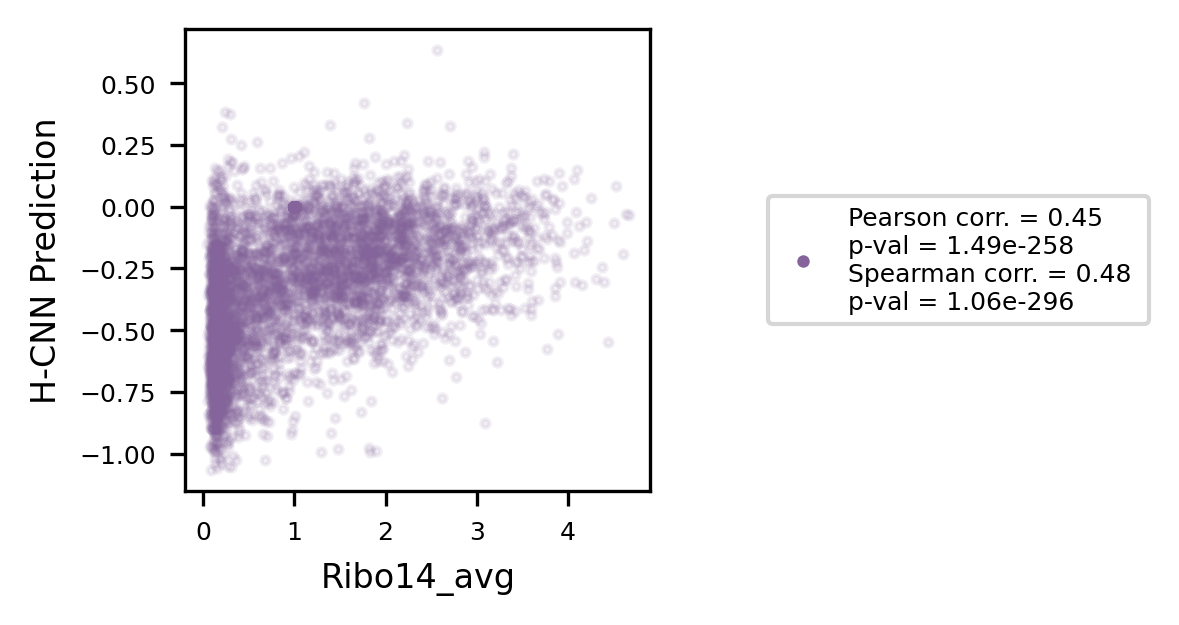 H-CNN Prediction
0.50
0.25
0.00
−0.25
−0.50
−0.75
−1.00
0 1 2 3 4
Ribo14_avg
Pearson corr. = 0.45
p-val = 1.49e-258
Spearman corr. = 0.48
p-val = 1.06e-296